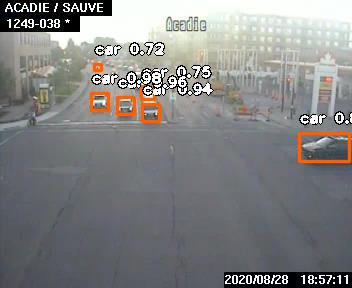 ACADIE / SAUVE
1249-038 *
Acadie
car 0.72
car 0.75
car 0.98
car 0.94
car 0.8
2020/08/28 18:57:11